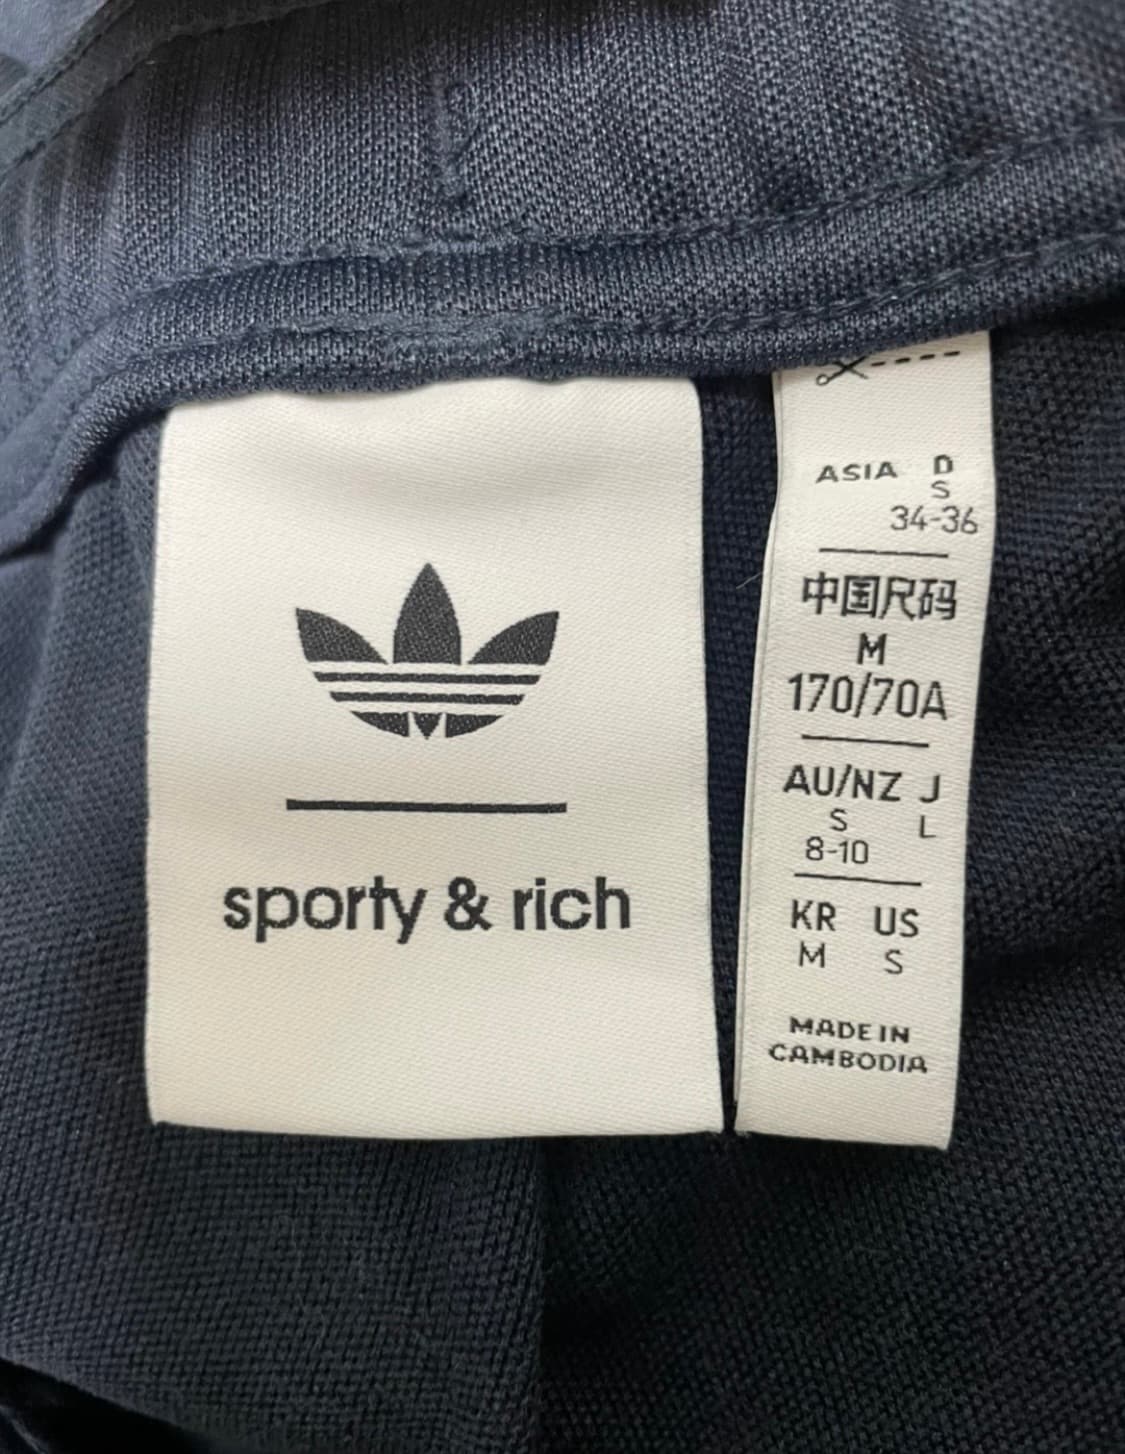 sporty & rich
ASIA D
S
34-36
中国尺码
M
170/70A
AU/NZ J
S L
8-10
KR US
M S
MADE IN
CAMBODIA